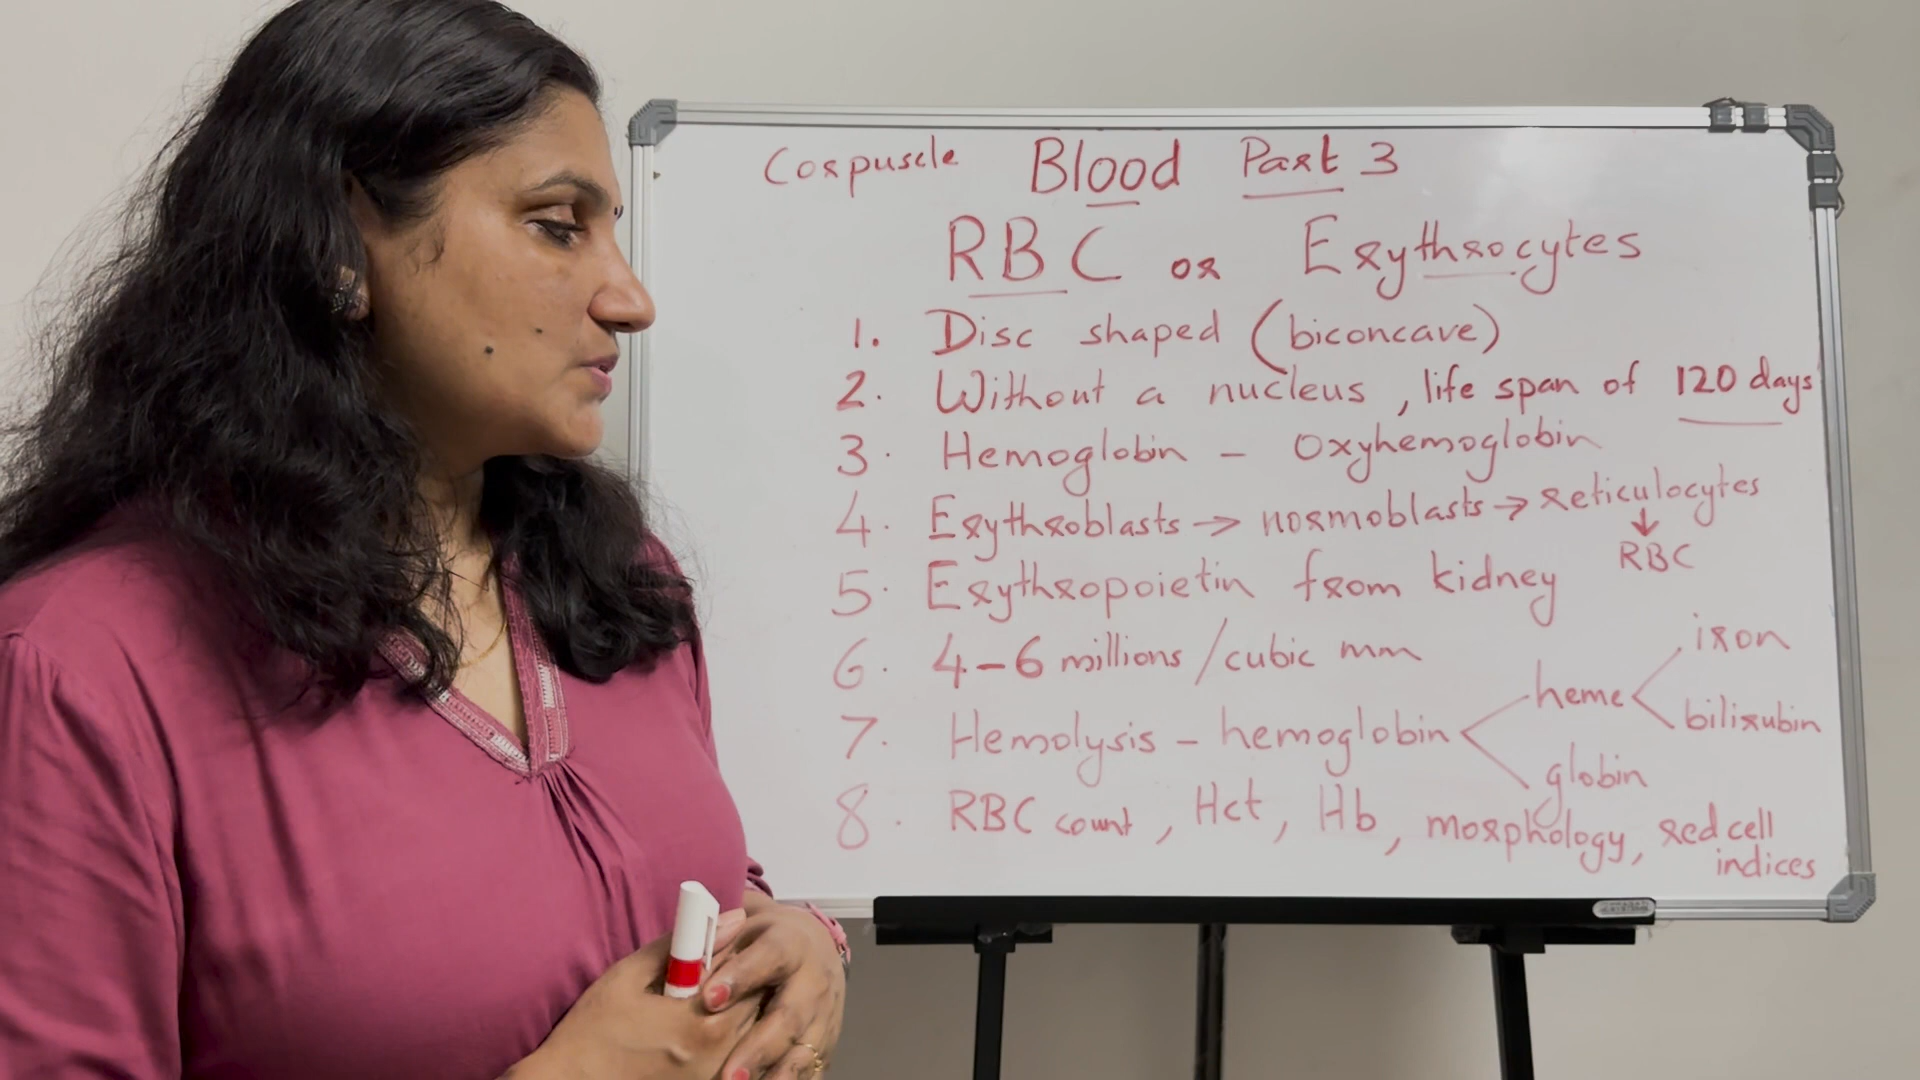 Corpuscle Blood Part 3
RBC or Erythrocytes
1. Disc shaped (biconcave)
2. Without a nucleus, life span of 120 days
3. Hemoglobin - Oxyhemoglobin
4. Erythroblasts → normoblasts → reticulocytes
↓
RBC
5. Erythropoietin from kidney
6. 4-6 millions / cubic mm
iron
heme
7. Hemolysis - hemoglobin bilirubin
globin
8. RBC count, Hct, Hb, morphology, red cell
indices